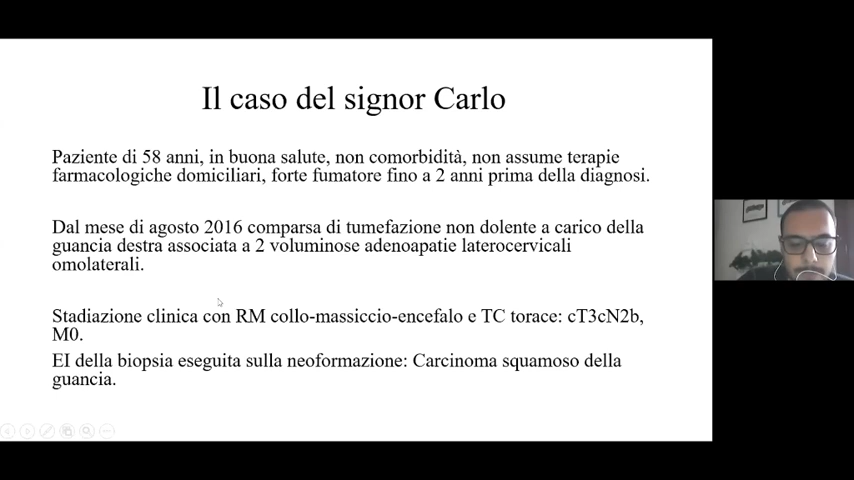 Il caso del signor Carlo
Paziente di 58 anni, in buona salute, non comorbidità, non assume terapie
farmacologiche domiciliari, forte fumatore fino a 2 anni prima della diagnosi.
Dal mese di agosto 2016 comparsa di tumefazione non dolente a carico della
guancia destra associata a 2 voluminose adenoapatie laterocervicali
omolaterali.
Stadiazione clinica con RM collo-massiccio-encefalo e TC torace: cT3cN2b,
M0.
EI della biopsia eseguita sulla neoformazione: Carcinoma squamoso della
guancia.